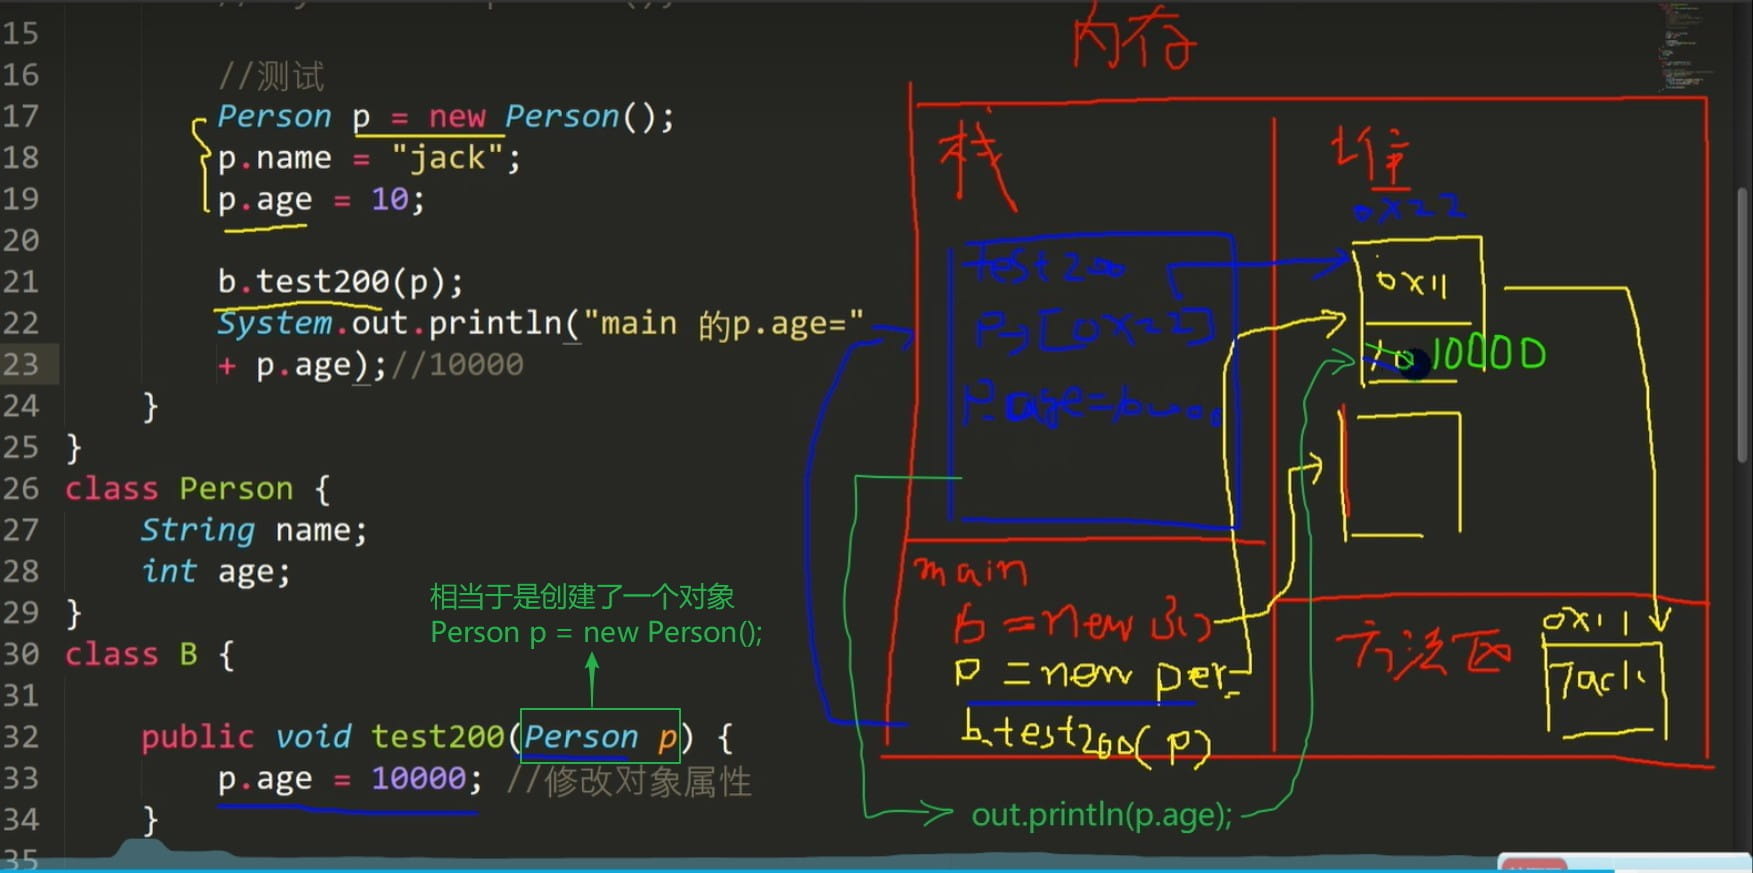 15
16 //测试
17 Person p = new Person();
18 p.name = "jack";
19 p.age = 10;
20
21 b.test200(p);
22 System.out.println("main 的p.age="
23 + p.age);//10000
24 }
25 }
26 class Person {
27 String name;
28 int age;
29 }
30 class B {
31
32 public void test200(Person p) {
33 p.age = 10000; //修改对象属性
34 }
35
相当于是创建了一个对象
Person p = new Person();
内存
栈
堆
0x22
Test200
P→[0x22]
0x11
10000
main
b = new B()
p = new per
b.test200(p)
方法区
0x11
Jack
out.println(p.age);